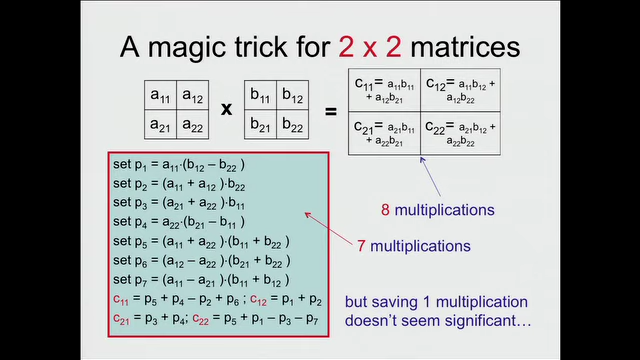 A magic trick for 2 x 2 matrices
a₁₁ a₁₂
a₂₁ a₂₂
x
b₁₁ b₁₂
b₂₁ b₂₂
=
c₁₁= a₁₁b₁₁
+ a₁₂b₂₁
c₁₂= a₁₁b₁₂ +
a₁₂b₂₂
c₂₁= a₂₁b₁₁
+ a₂₂b₂₁
c₂₂= a₂₁b₁₂ +
a₂₂b₂₂
set p₁ = a₁₁·(b₁₂ – b₂₂ )
set p₂ = (a₁₁ + a₁₂ )·b₂₂
set p₃ = (a₂₁ + a₂₂ )·b₁₁
set p₄ = a₂₂·(b₂₁ – b₁₁ )
set p₅ = (a₁₁ + a₂₂ )·(b₁₁ + b₂₂ )
set p₆ = (a₁₂ – a₂₂ )·(b₂₁ + b₂₂ )
set p₇ = (a₁₁ – a₂₁ )·(b₁₁ + b₁₂ )
c₁₁ = p₅ + p₄ – p₂ + p₆ ; c₁₂ = p₁ + p₂
c₂₁ = p₃ + p₄; c₂₂ = p₅ + p₁ – p₃ – p₇
8 multiplications
7 multiplications
but saving 1 multiplication
doesn't seem significant…